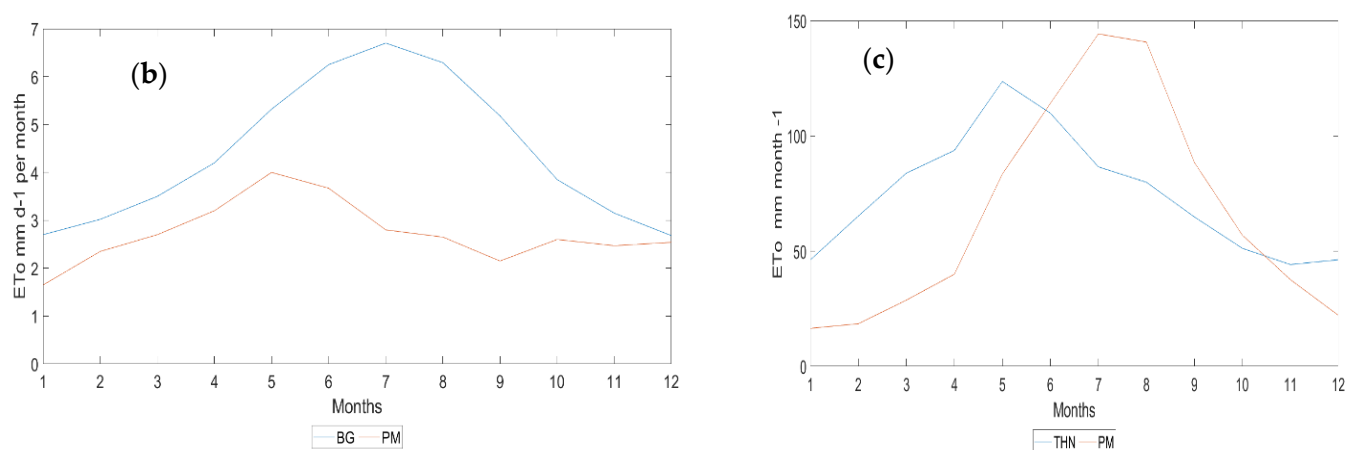 (b)
ETo mm d-1 per month
7
6
5
4
3
2
1
0
1 2 3 4 5 6 7 8 9 10 11 12
Months
BG PM
(c)
ETo mm month -1
150
100
50
0
1 2 3 4 5 6 7 8 9 10 11 12
Months
THN PM